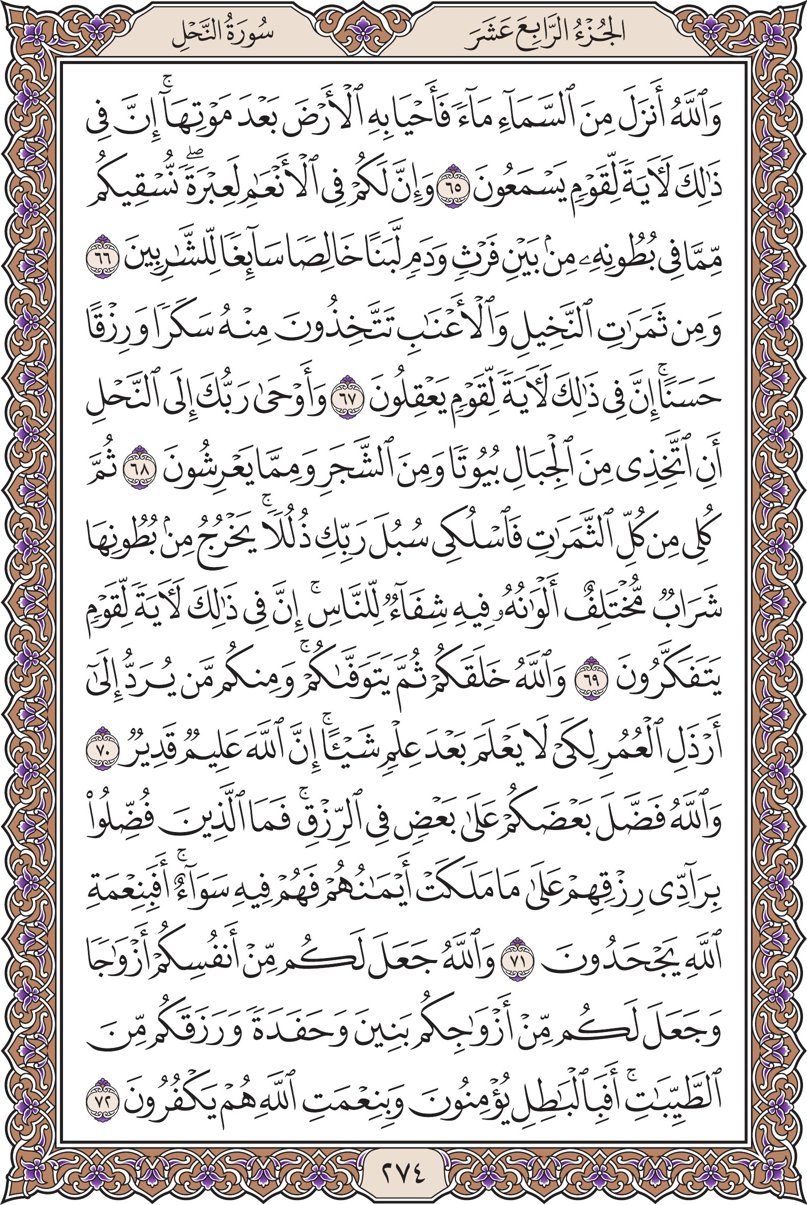 الجُزْءُ الرَّابِعَ عَشَرَ
سُورَةُ النَّحْلِ
وَٱللَّهُ أَنزَلَ مِنَ ٱلسَّمَآءِ مَآءٗ فَأَحۡيَا بِهِ ٱلۡأَرۡضَ بَعۡدَ مَوۡتِهَآۚ إِنَّ فِي
ذَٰلِكَ لَأٓيَةٗ لِّقَوۡمٖ يَسۡمَعُونَ ٦٥ وَإِنَّ لَكُمۡ فِي ٱلۡأَنۡعَٰمِ لَعِبۡرَةٗۖ نُّسۡقِيكُم
مِّمَّا فِي بُطُونِهِۦ مِنۢ بَيۡنِ فَرۡثٖ وَدَمٖ لَّبَنًا خَالِصٗا سَآئِغٗا لِّلشَّٰرِبِينَ ٦٦
وَمِن ثَمَرَٰتِ ٱلنَّخِيلِ وَٱلۡأَعۡنَٰبِ تَتَّخِذُونَ مِنۡهُ سَكَرٗا وَرِزۡقًا
حَسَنًاۚ إِنَّ فِي ذَٰلِكَ لَأٓيَةٗ لِّقَوۡمٖ يَعۡقِلُونَ ٦٧ وَأَوۡحَىٰ رَبُّكَ إِلَى ٱلنَّحۡلِ
أَنِ ٱتَّخِذِي مِنَ ٱلۡجِبَالِ بُيُوتٗا وَمِنَ ٱلشَّجَرِ وَمِمَّا يَعۡرِشُونَ ٦٨ ثُمَّ
كُلِي مِن كُلِّ ٱلثَّمَرَٰتِ فَٱسۡلُكِي سُبُلَ رَبِّكِ ذُلُلٗاۚ يَخۡرُجُ مِنۢ بُطُونِهَا
شَرَابٞ مُّخۡتَلِفٌ أَلۡوَٰنُهُۥ فِيهِ شِفَآءٞ لِّلنَّاسِۚ إِنَّ فِي ذَٰلِكَ لَأٓيَةٗ لِّقَوۡمٖ
يَتَفَكَّرُونَ ٦٩ وَٱللَّهُ خَلَقَكُمۡ ثُمَّ يَتَوَفَّىٰكُمۡۚ وَمِنكُم مَّن يُرَدُّ إِلَىٰٓ
أَرۡذَلِ ٱلۡعُمُرِ لِكَيۡ لَا يَعۡلَمَ بَعۡدَ عِلۡمٖ شَيۡـًٔاۚ إِنَّ ٱللَّهَ عَلِيمٞ قَدِيرٞ ٧٠
وَٱللَّهُ فَضَّلَ بَعۡضَكُمۡ عَلَىٰ بَعۡضٖ فِي ٱلرِّزۡقِۚ فَمَا ٱلَّذِينَ فُضِّلُواْ
بِرَآدِّي رِزۡقِهِمۡ عَلَىٰ مَا مَلَكَتۡ أَيۡمَٰنُهُمۡ فَهُمۡ فِيهِ سَوَآءٌۚ أَفَبِنِعۡمَةِ
ٱللَّهِ يَجۡحَدُونَ ٧١ وَٱللَّهُ جَعَلَ لَكُم مِّنۡ أَنفُسِكُمۡ أَزۡوَٰجٗا
وَجَعَلَ لَكُم مِّنۡ أَزۡوَٰجِكُم بَنِينَ وَحَفَدَةٗ وَرَزَقَكُم مِّنَ
ٱلطَّيِّبَٰتِۚ أَفَبِٱلۡبَٰطِلِ يُؤۡمِنُونَ وَبِنِعۡمَتِ ٱللَّهِ هُمۡ يَكۡفُرُونَ ٧٢
٢٧٤